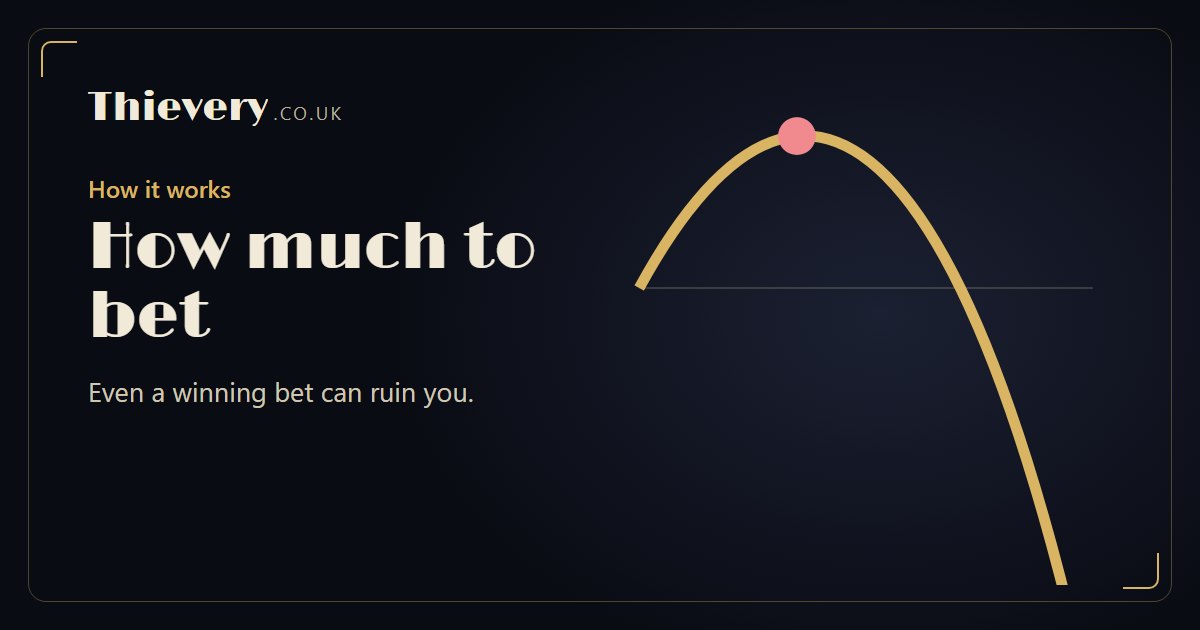 Thievery.CO.UK
How it works
How much to
bet
Even a winning bet can ruin you.